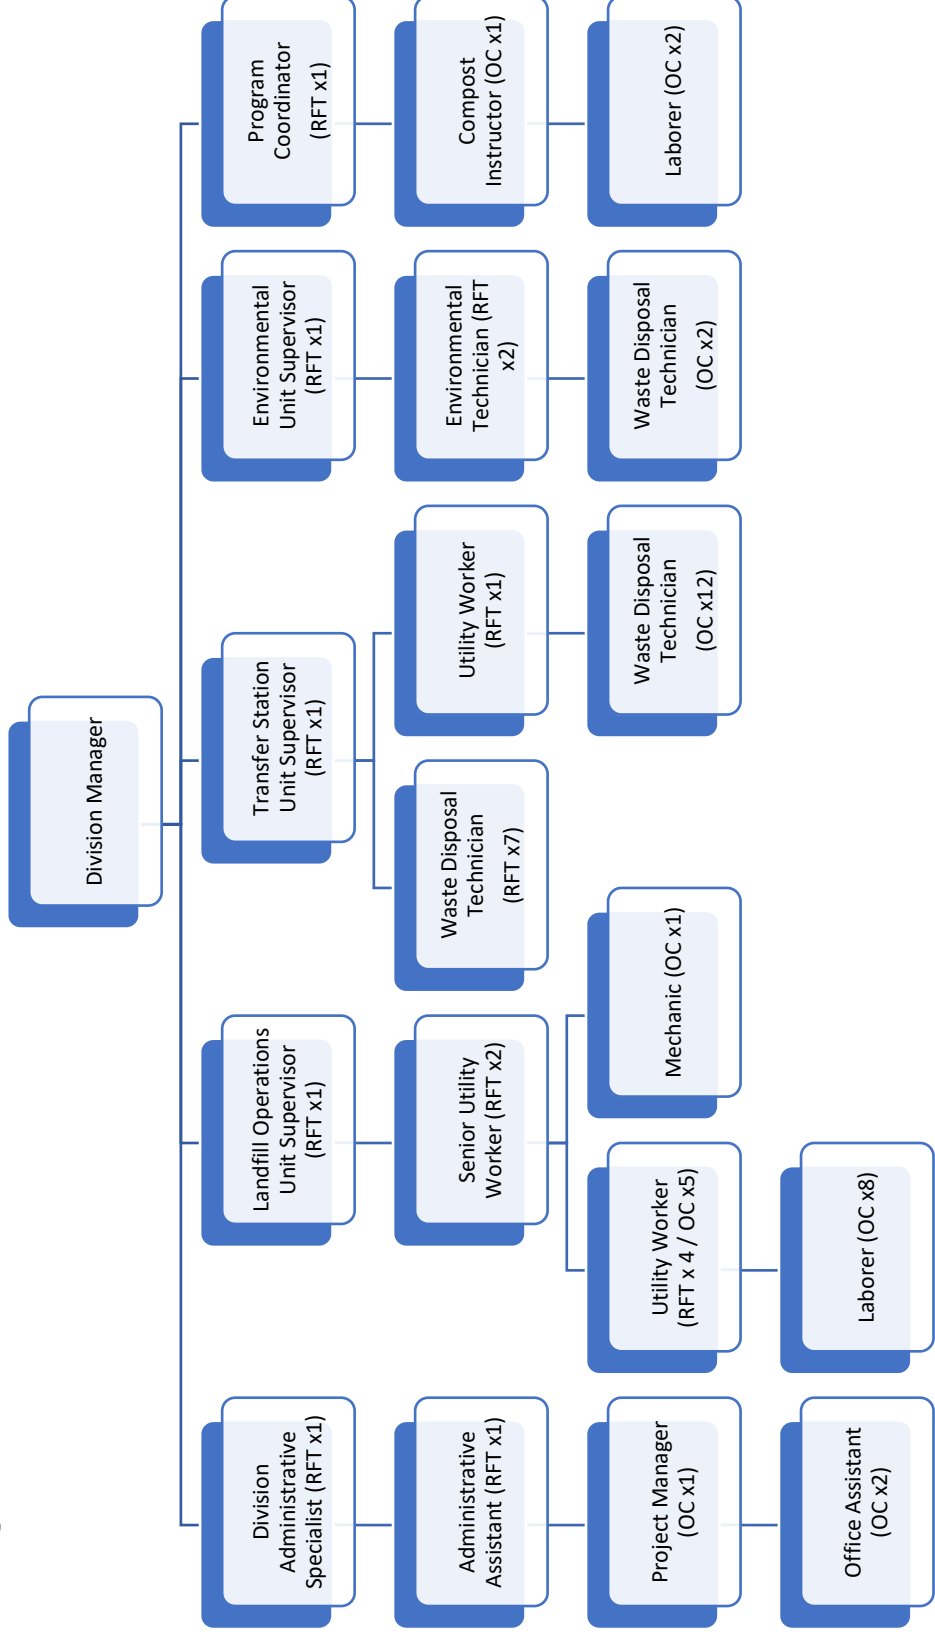 Division Manager
Division
Administrative
Specialist (RFT x1)
Landfill Operations
Unit Supervisor
(RFT x1)
Transfer Station
Unit Supervisor
(RFT x1)
Environmental
Unit Supervisor
(RFT x1)
Program
Coordinator
(RFT x1)
Administrative
Assistant (RFT x1)
Senior Utility
Worker (RFT x2)
Waste Disposal
Technician
(RFT x7)
Utility Worker
(RFT x1)
Environmental
Technician (RFT
x2)
Compost
Instructor (OC x1)
Project Manager
(OC x1)
Utility Worker
(RFT x 4 / OC x5)
Mechanic (OC x1)
Waste Disposal
Technician
(OC x12)
Waste Disposal
Technician
(OC x2)
Laborer (OC x2)
Office Assistant
(OC x2)
Laborer (OC x8)